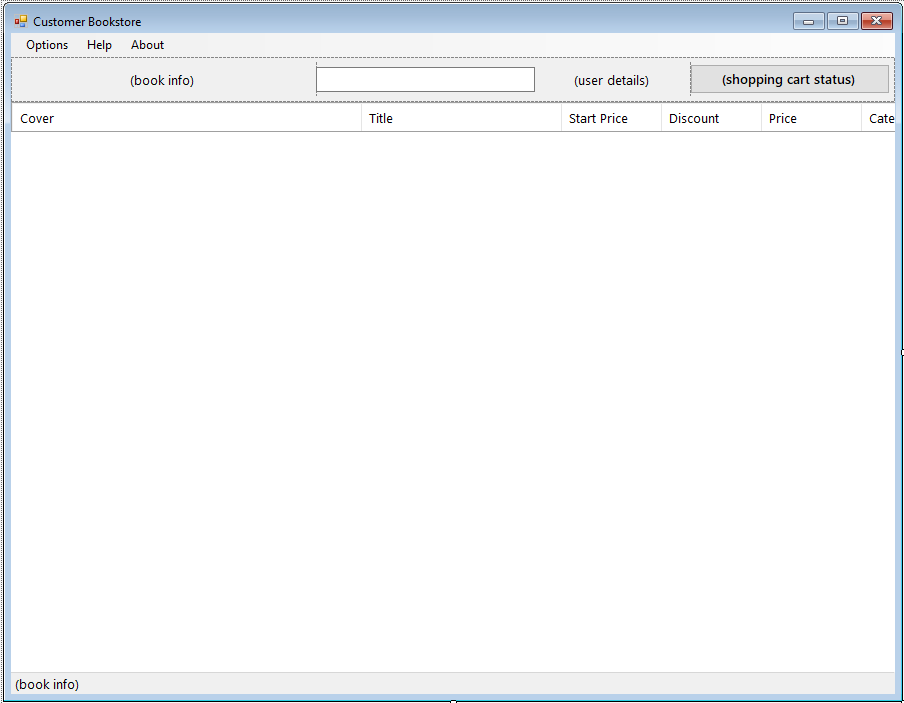 Customer Bookstore
Options Help About
(book info) (user details) (shopping cart status)
Cover Title Start Price Discount Price Cate
(book info)